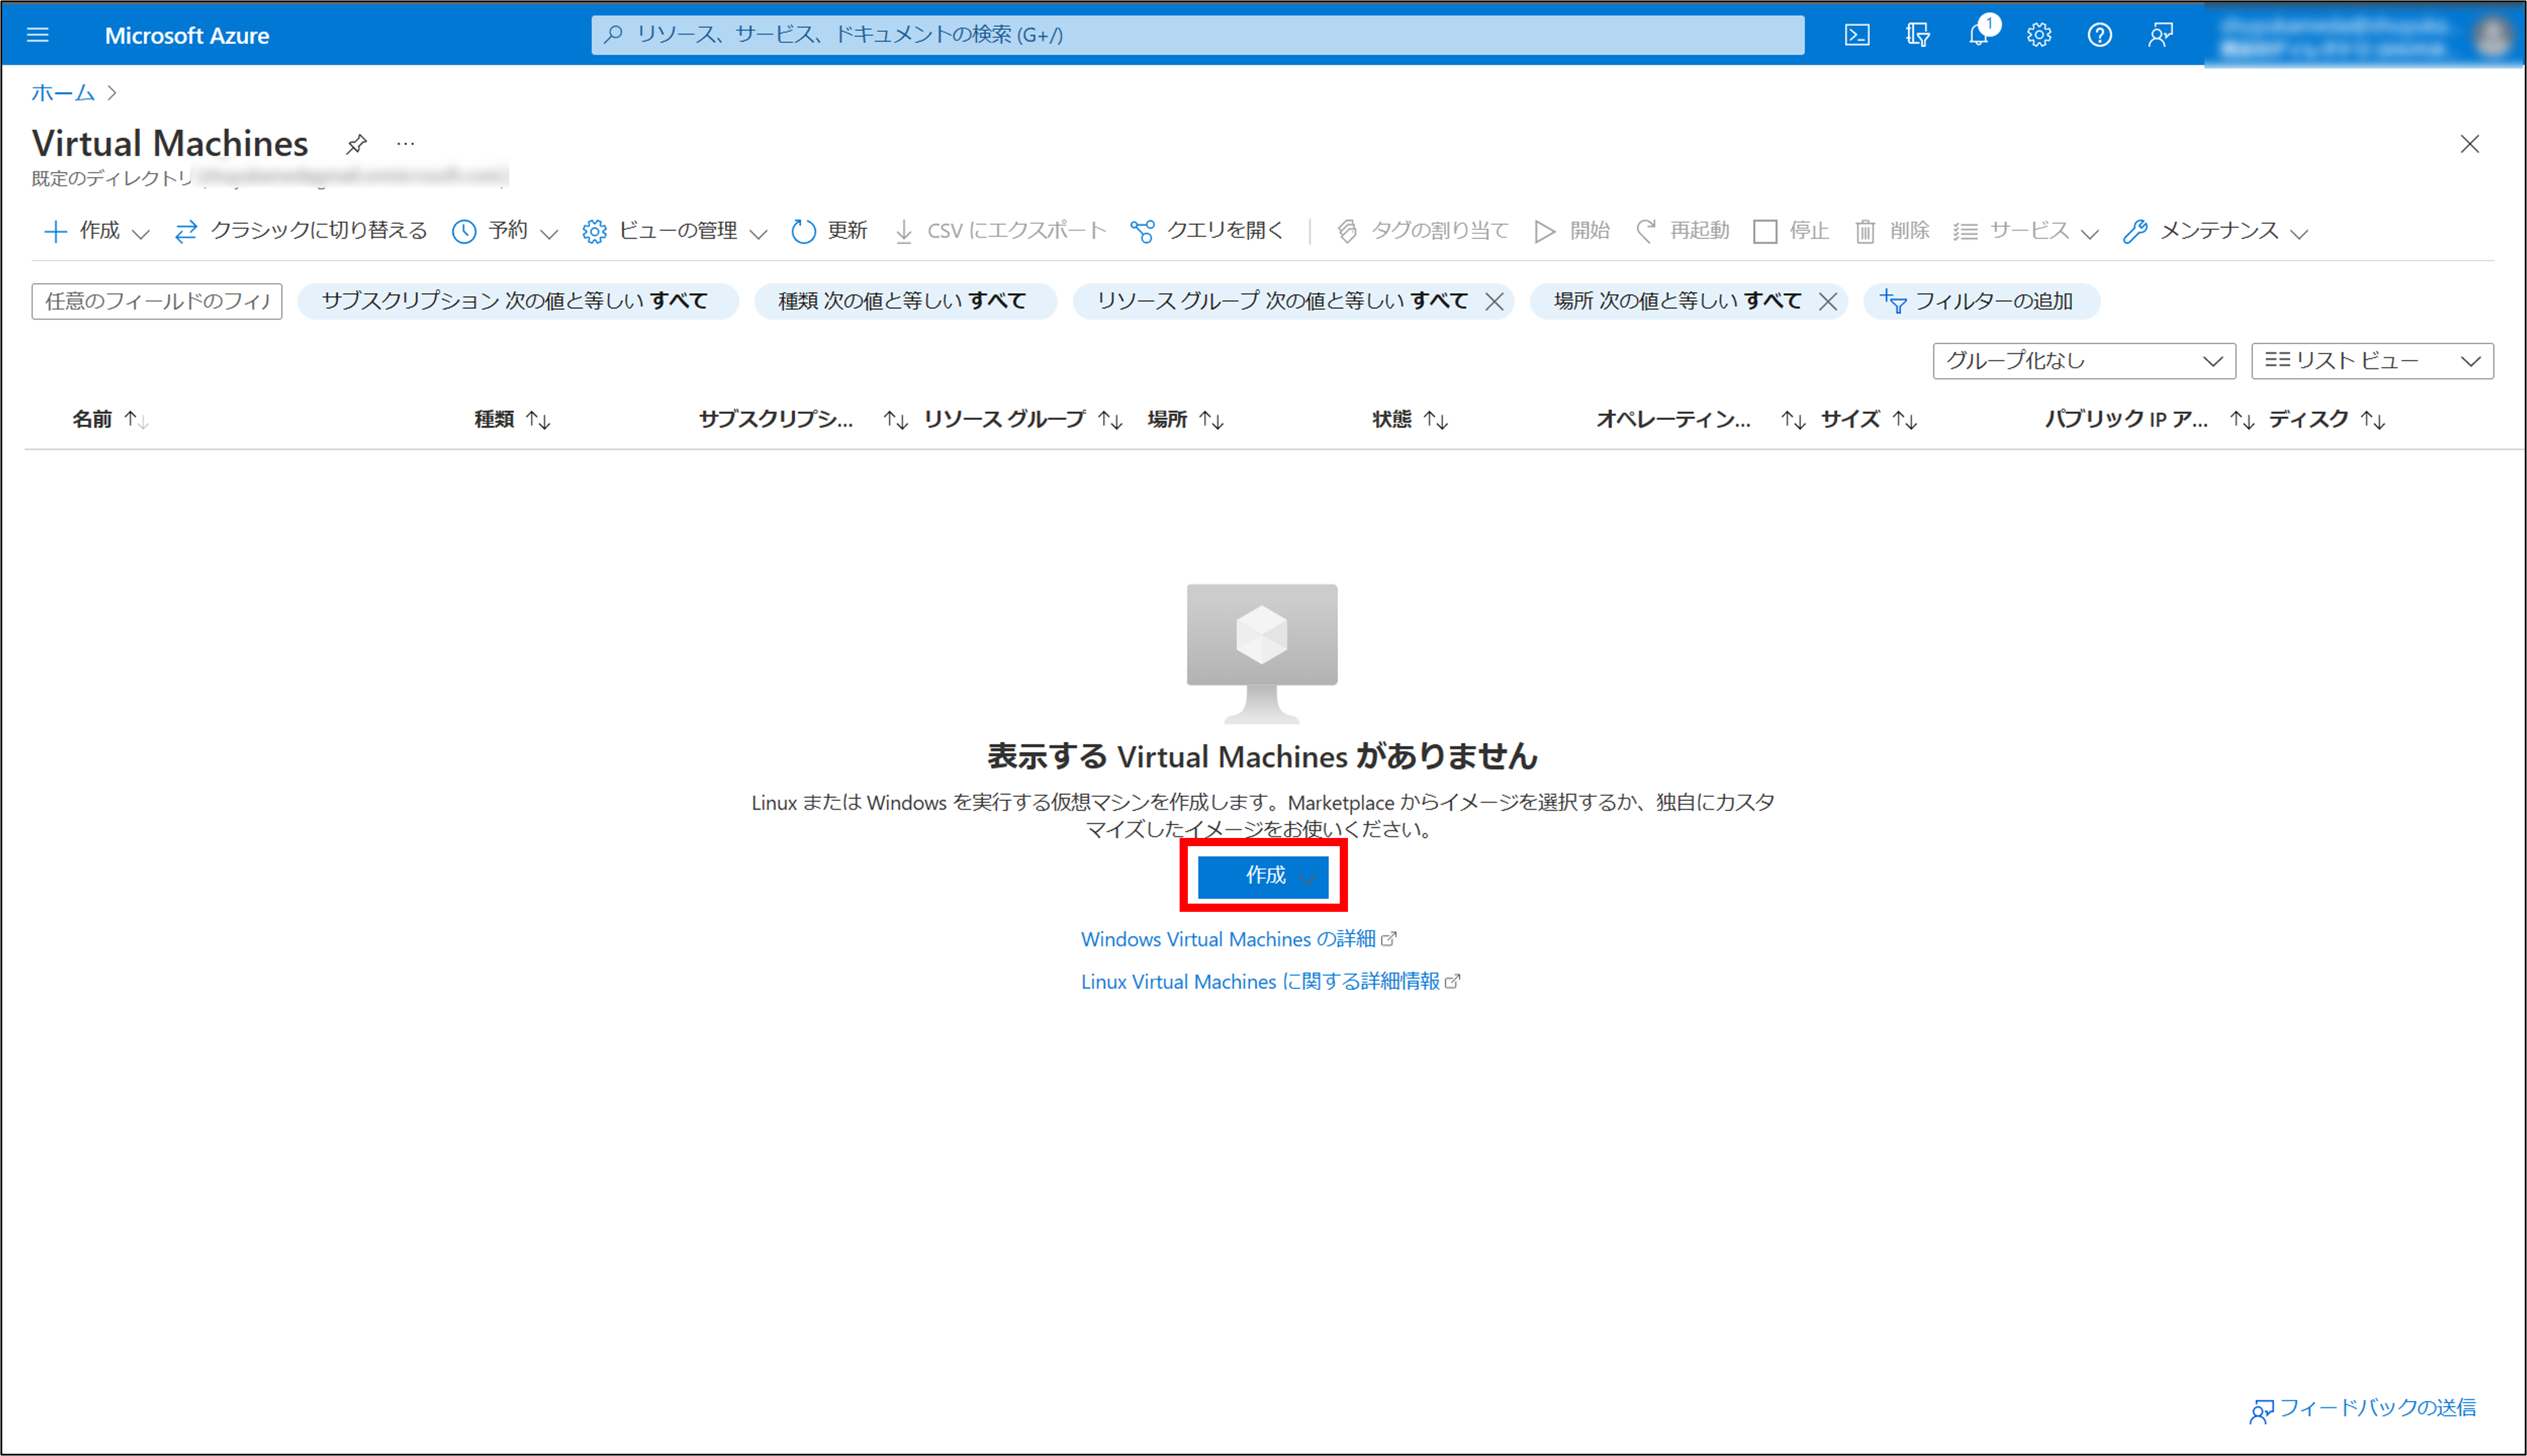 Microsoft Azure
リソース、サービス、ドキュメントの検索 (G+/)
1
ホーム
Virtual Machines
...
既定のディレクトリ
作成 クラシックに切り替える 予約 ビューの管理 更新 CSV にエクスポート クエリを開く タグの割り当て 開始 再起動 停止 削除 サービス メンテナンス
任意のフィールドのフィル サブスクリプション 次の値と等しい すべて 種類 次の値と等しい すべて リソース グループ 次の値と等しい すべて 場所 次の値と等しい すべて フィルターの追加
グループ化なし リスト ビュー
名前 種類 サブスクリプシ... リソース グループ 場所 状態 オペレーティン... サイズ パブリック IP ア... ディスク
表示する Virtual Machines がありません
Linux または Windows を実行する仮想マシンを作成します。Marketplace からイメージを選択するか、独自にカスタ
マイズしたイメージをお使いください。
作成
Windows Virtual Machines の詳細
Linux Virtual Machines に関する詳細情報
フィードバックの送信